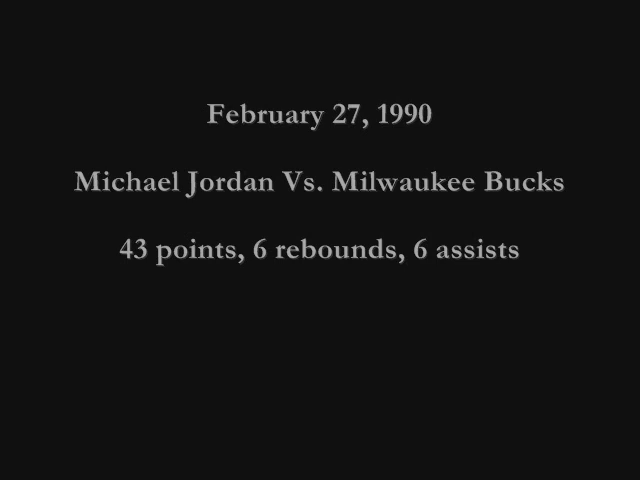 February 27, 1990
Michael Jordan Vs. Milwaukee Bucks
43 points, 6 rebounds, 6 assists